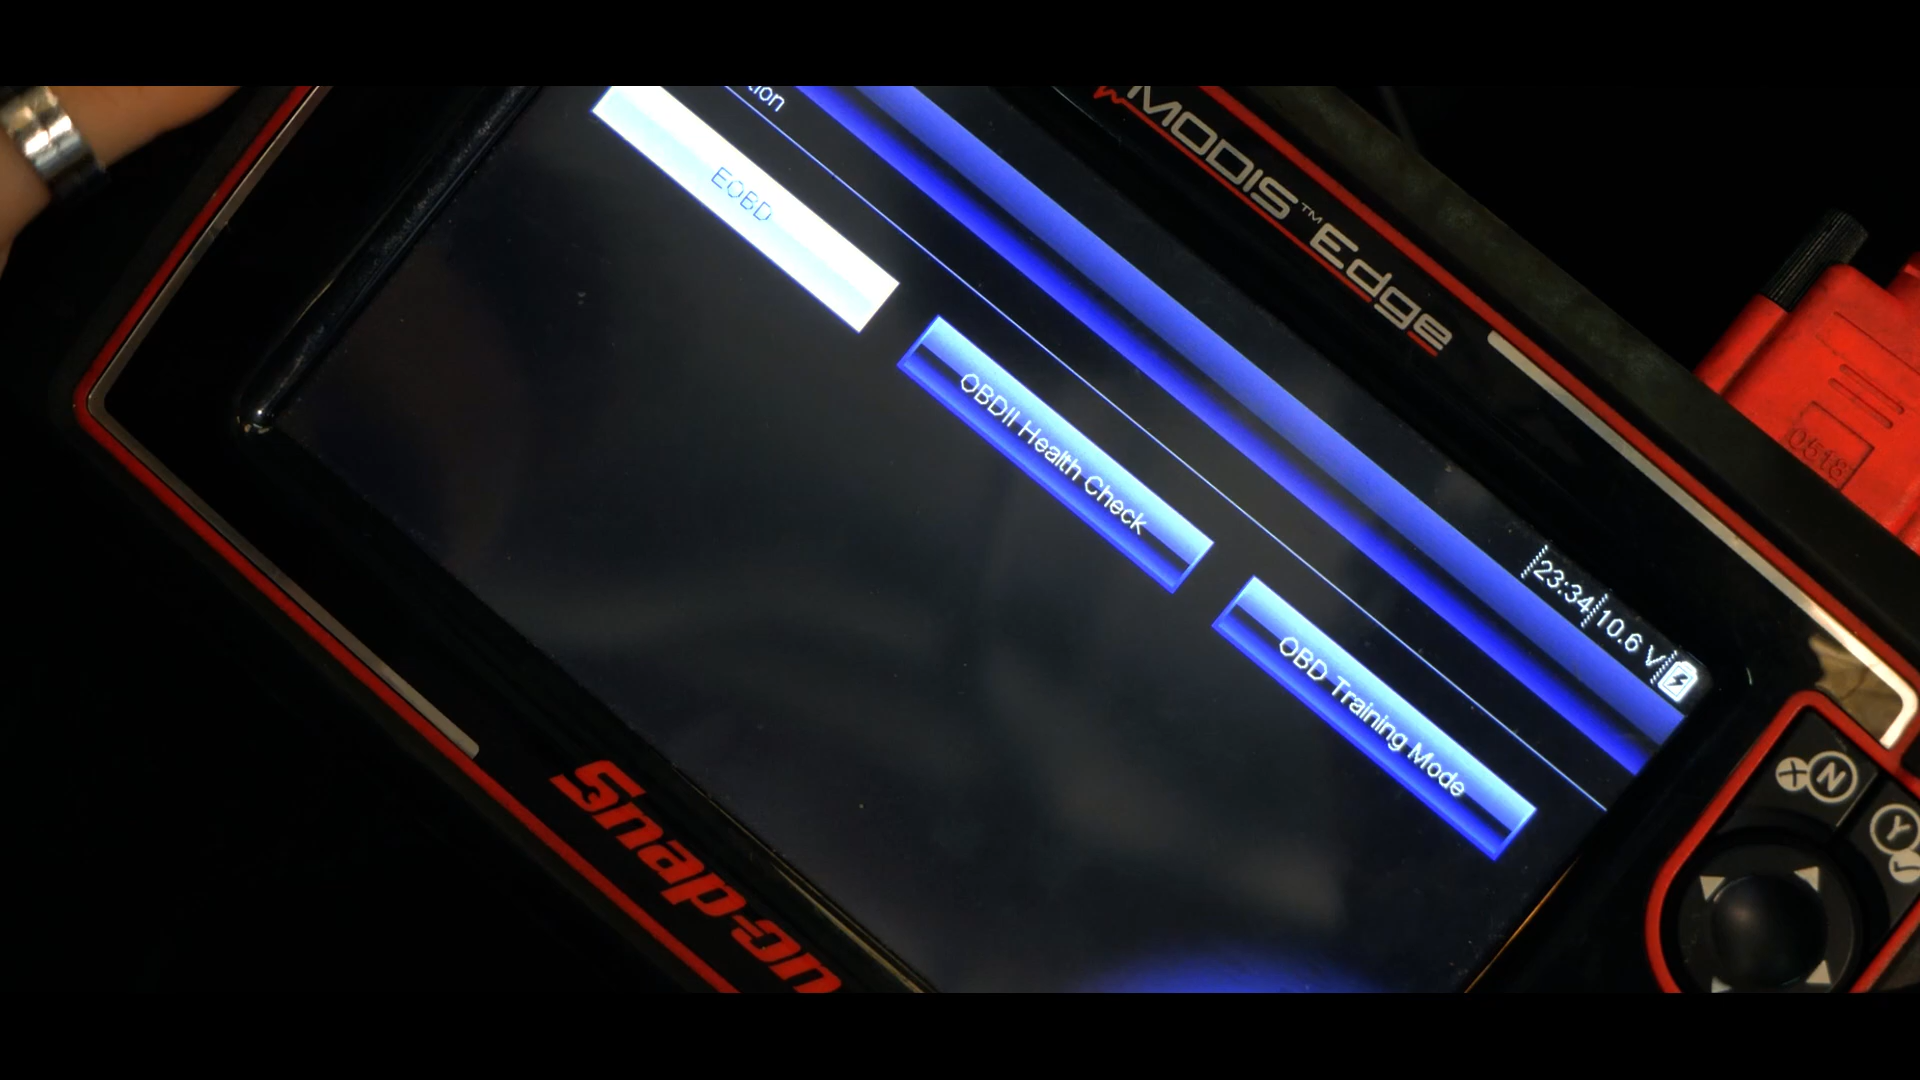 MODIS™ Edge
23:34 10.6 V
EOBD
OBDII Health Check
OBD Training Mode
Snap-on
N
Y
0518